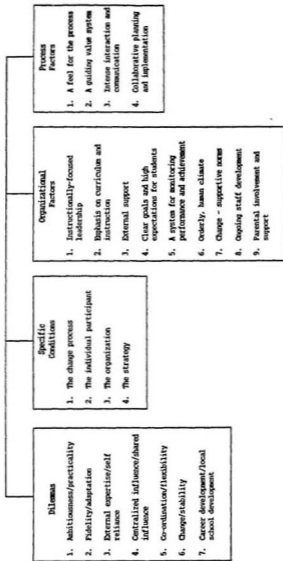 Dilemmas
1. Ambitiousness/practicality
2. Fidelity/adaptation
3. External expertise/self
reliance
4. Centralized influence/shared
influence
5. Co-ordination/flexibility
6. Change/stability
7. Career development/local
school development
Specific
Conditions
1. The change process
2. The individual participant
3. The organization
4. The strategy
Organizational
Factors
1. Instructionally-focused
leadership
2. Emphasis on curriculum and
instruction
3. External support
4. Clear goals and high
expectations for students
5. A system for monitoring
performance and achievement
6. Orderly, human climate
7. Change - supportive norms
8. Ongoing staff development
9. Parental involvement and
support
Process
Factors
1. A feel for the process
2. A guiding value system
3. Intense interaction and
communication
4. Collaborative planning
and implementation